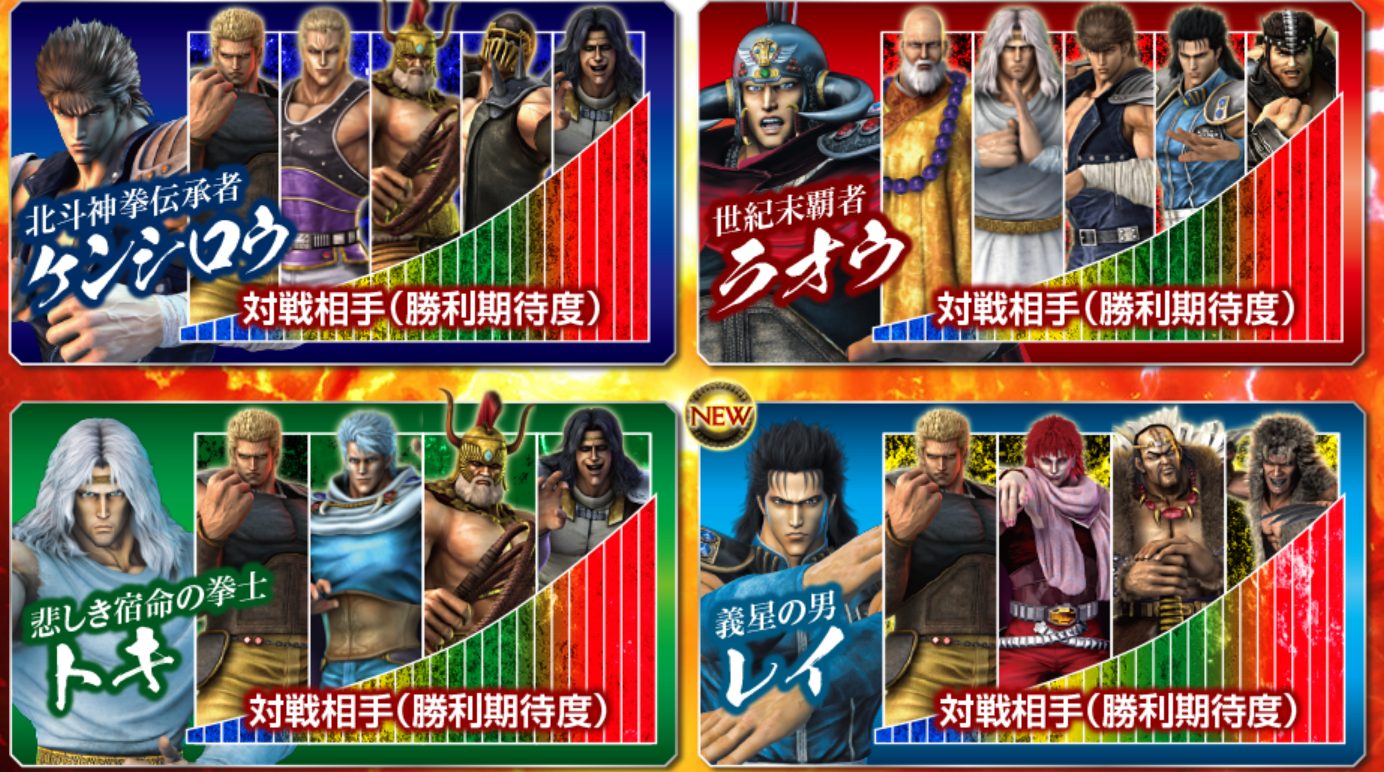 北斗神拳伝承者
ケンシロウ
対戦相手(勝利期待度)
世紀末覇者
ラオウ
対戦相手(勝利期待度)
悲しき宿命の拳士
トキ
対戦相手(勝利期待度)
NEW
義星の男
レイ
対戦相手(勝利期待度)